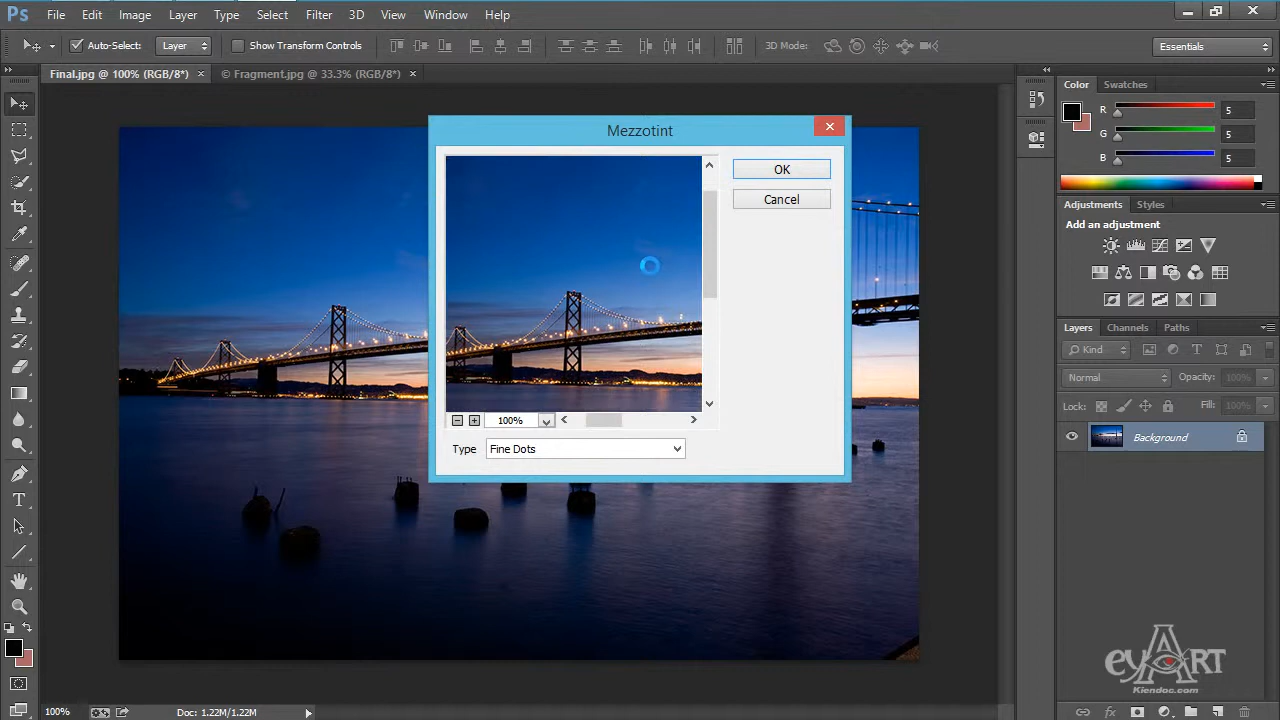 Ps File Edit Image Layer Type Select Filter 3D View Window Help
Auto-Select: Layer Show Transform Controls 3D Mode: Essentials
Final.jpg @ 100% (RGB/8*) × © Fragment.jpg @ 33.3% (RGB/8*) ×
Mezzotint
OK
Cancel
100%
Type Fine Dots
Color Swatches
R 5
G 5
B 5
Adjustments Styles
Add an adjustment
Layers Channels Paths
Kind
Normal Opacity: 100%
Lock: Fill: 100%
Background
eyART
Kiendoc.com
100% Doc: 1.22M/1.22M